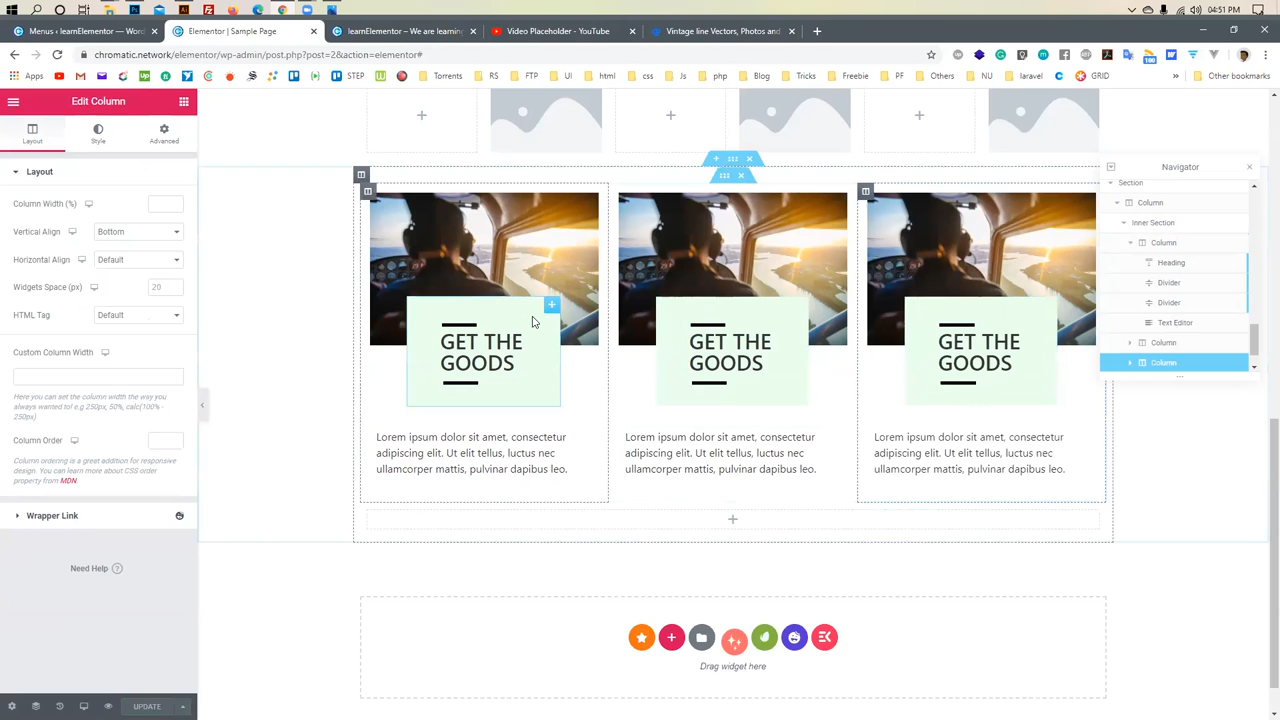 04:51 PM
Menus ‹ learnElementor — Wor
Elementor | Sample Page
learnElementor – We are learning
Video Placeholder - YouTube
Vintage line Vectors, Photos and
chromatic.network/elementor/wp-admin/post.php?post=2&action=elementor#
Apps
STEP
Torrents
RS
FTP
UI
html
css
Js
php
Blog
Tricks
Freebie
PF
Others
NU
laravel
GRID
Other bookmarks
Edit Column
Layout
Style
Advanced
Layout
Column Width (%)
Vertical Align
Bottom
Horizontal Align
Default
Widgets Space (px)
20
HTML Tag
Default
Custom Column Width
Here you can set the column width the way you
always wanted to! e.g 250px, 50%, calc(100% -
250px)
Column Order
Column ordering is a great addition for responsive
design. You can learn more about CSS order
property from MDN.
Wrapper Link
Need Help
UPDATE
GET THE
GOODS
Lorem ipsum dolor sit amet, consectetur
adipiscing elit. Ut elit tellus, luctus nec
ullamcorper mattis, pulvinar dapibus leo.
GET THE
GOODS
Lorem ipsum dolor sit amet, consectetur
adipiscing elit. Ut elit tellus, luctus nec
ullamcorper mattis, pulvinar dapibus leo.
GET THE
GOODS
Lorem ipsum dolor sit amet, consectetur
adipiscing elit. Ut elit tellus, luctus nec
ullamcorper mattis, pulvinar dapibus leo.
Drag widget here
Navigator
Section
Column
Inner Section
Column
Heading
Divider
Divider
Text Editor
Column
Column